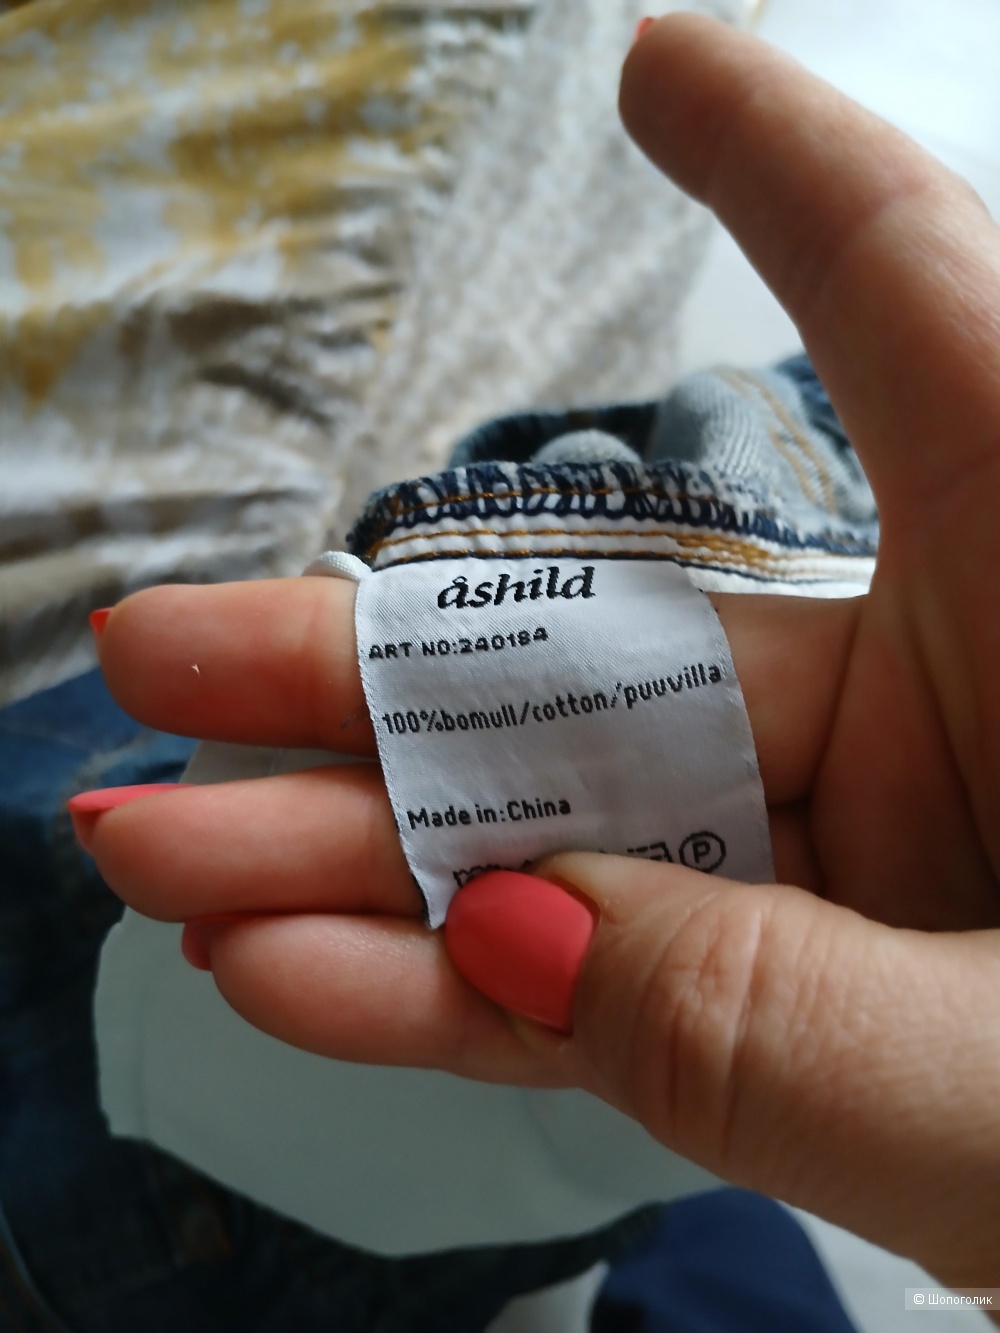 åshild
ART NO:240184
100%bomull/cotton/puuvilla
Made in:China
P
© Шопоголик